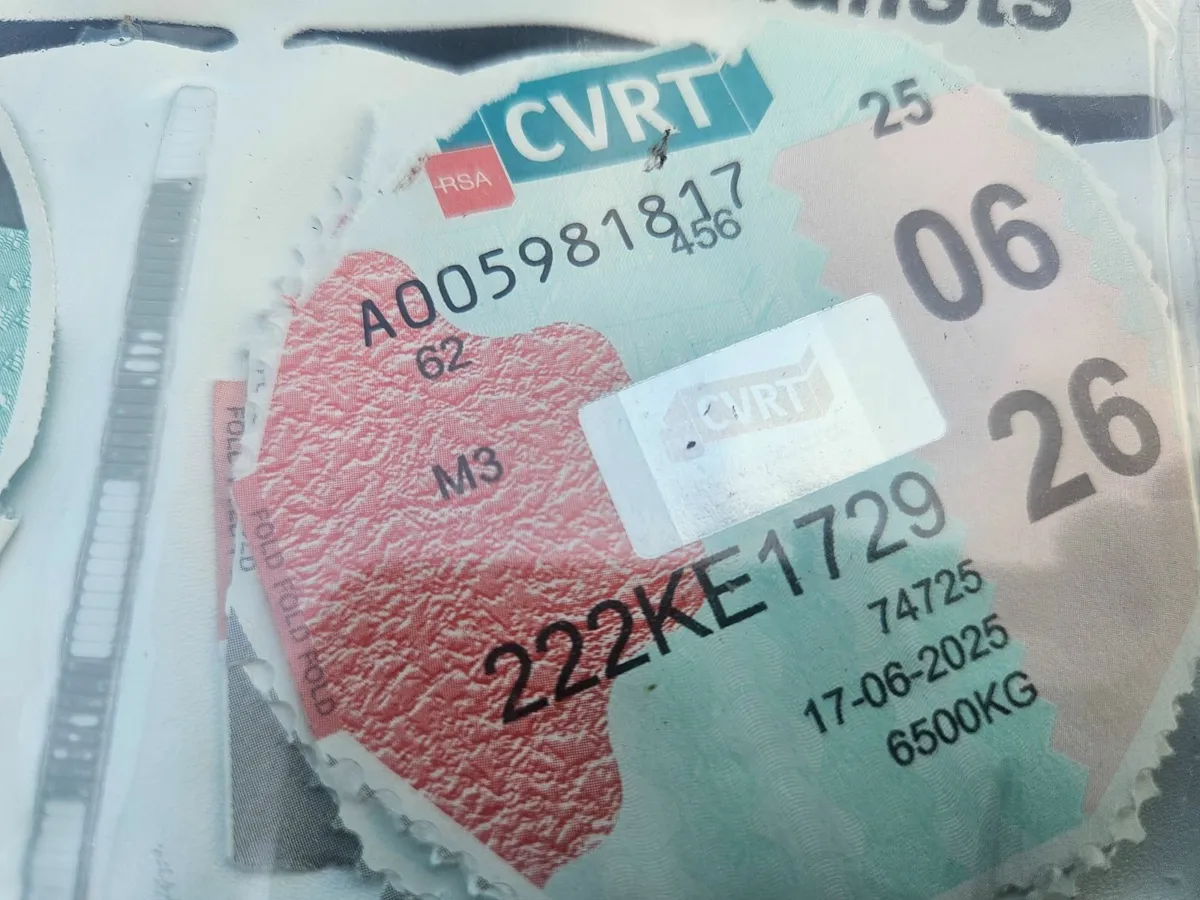 CVRT
RSA
25
A005981817
456
06
62
CVRT
26
M3
222KE1729
74725
17-06-2025
6500KG
FOLD FOLD FOLD FOLD